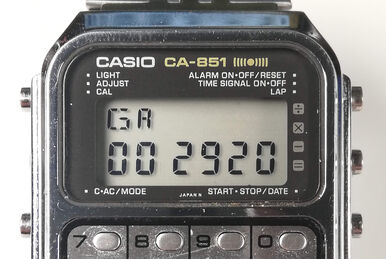 CASIO CA-851
LIGHT ALARM ON•OFF/RESET
ADJUST TIME SIGNAL ON•OFF
CAL LAP
GA
00 2920
÷
×
−
=
C•AC/MODE JAPAN N START•STOP/DATE
7 8 9 0